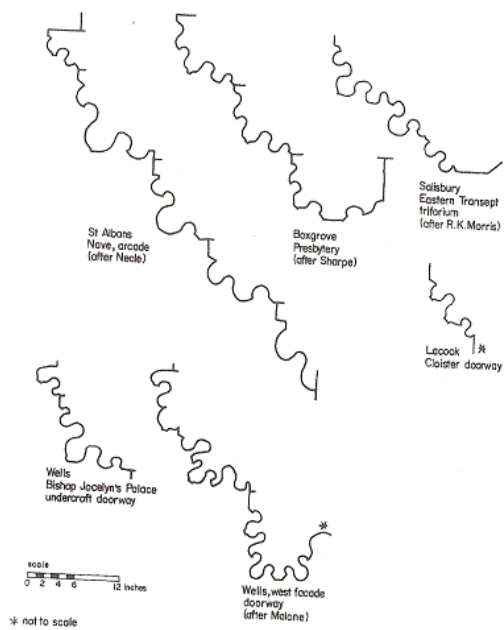 Salisbury
Eastern Transept
triforium
(after R.K. Morris)
St Albans
Nave, arcade
(after Neale)
Boxgrove
Presbytery
(after Sharpe)
Lacock *
Cloister doorway
Wells
Bishop Jocelyn's Palace
undercroft doorway
*
scale
0 2 4 6 12 inches
Wells, west facade
doorway
(after Malone)
* not to scale